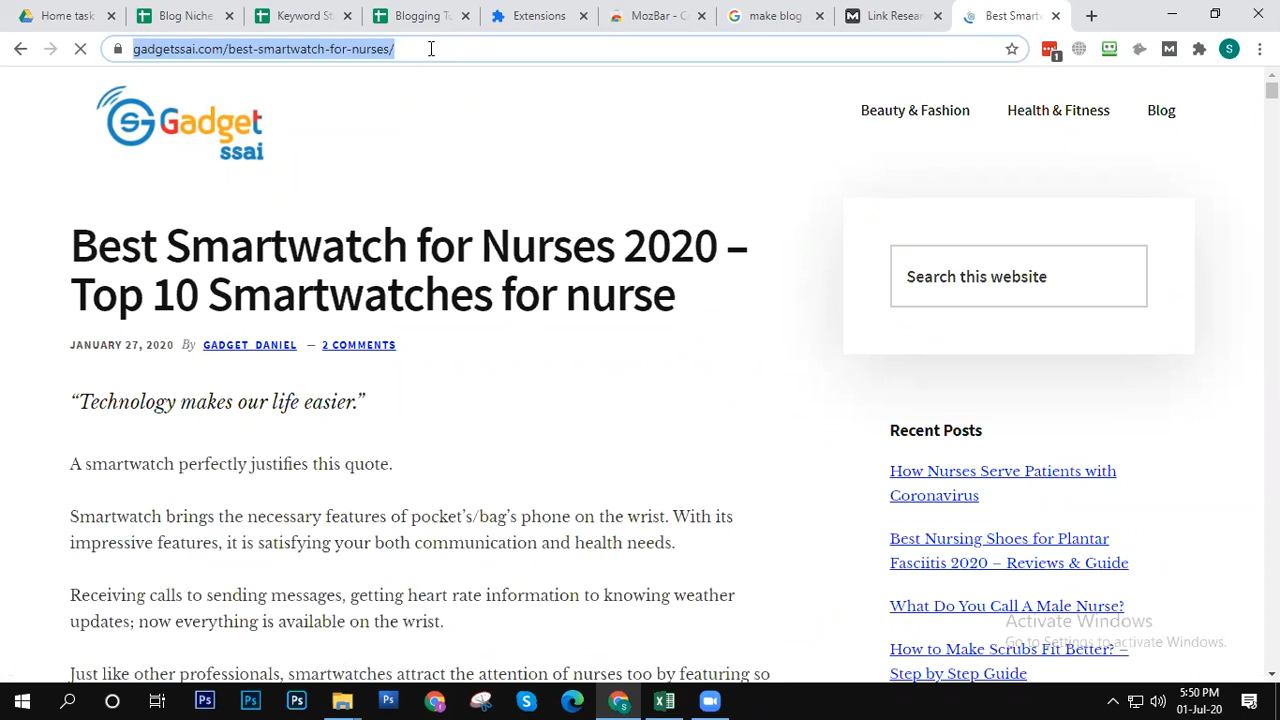 Home task
Blog Niche
Keyword St
Blogging Tu
Extensions
MozBar - C
make blog
Link Resea
Best Smar
gadgetssai.com/best-smartwatch-for-nurses/
1
S
Gadget
ssai
Beauty & Fashion
Health & Fitness
Blog
Best Smartwatch for Nurses 2020 –
Top 10 Smartwatches for nurse
JANUARY 27, 2020 By GADGET DANIEL — 2 COMMENTS
“Technology makes our life easier.”
A smartwatch perfectly justifies this quote.
Smartwatch brings the necessary features of pocket’s/bag’s phone on the wrist. With its
impressive features, it is satisfying your both communication and health needs.
Receiving calls to sending messages, getting heart rate information to knowing weather
updates; now everything is available on the wrist.
Just like other professionals, smartwatches attract the attention of nurses too by featuring so
Search this website
Recent Posts
How Nurses Serve Patients with
Coronavirus
Best Nursing Shoes for Plantar
Fasciitis 2020 – Reviews & Guide
What Do You Call A Male Nurse?
How to Make Scrubs Fit Better? –
Step by Step Guide
Activate Windows
Go to Settings to activate Windows.
5:50 PM
01-Jul-20